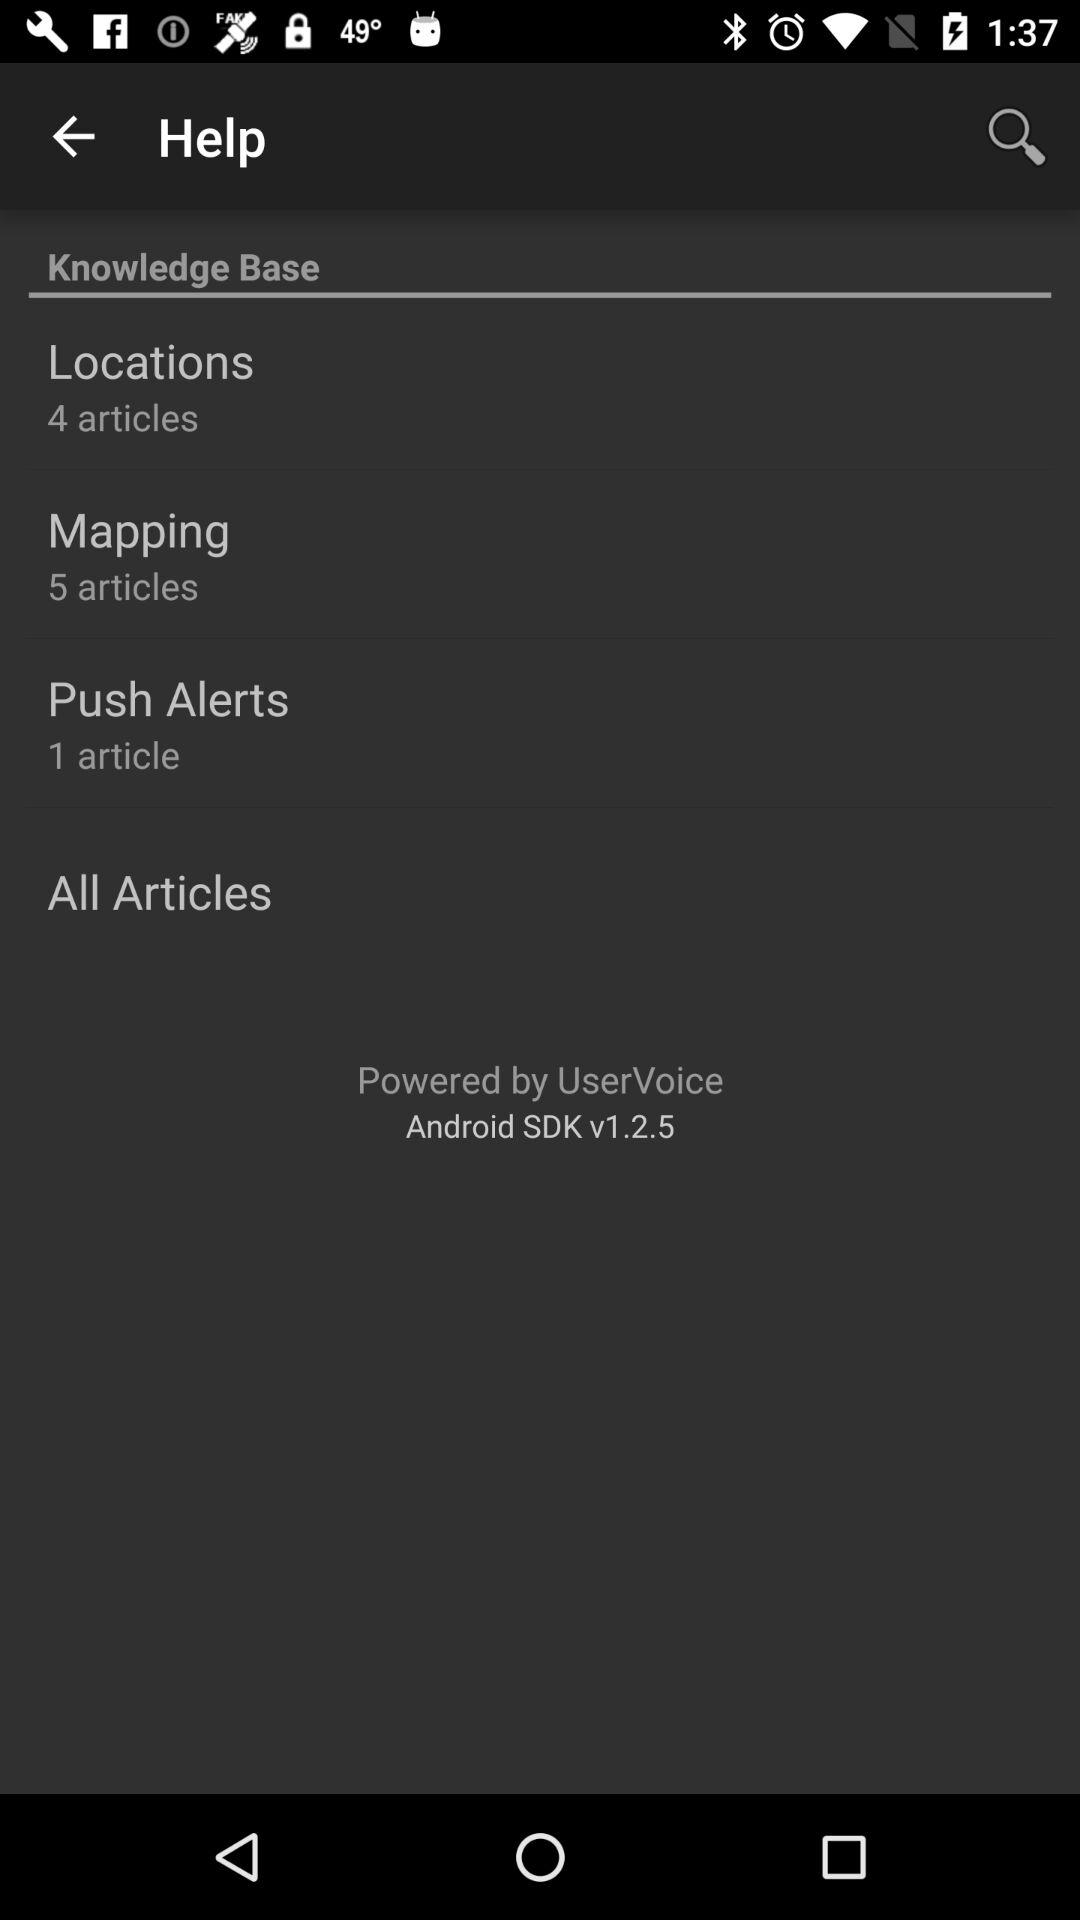 FAKE 49° 1:37
Help
Knowledge Base
Locations
4 articles
Mapping
5 articles
Push Alerts
1 article
All Articles
Powered by UserVoice
Android SDK v1.2.5